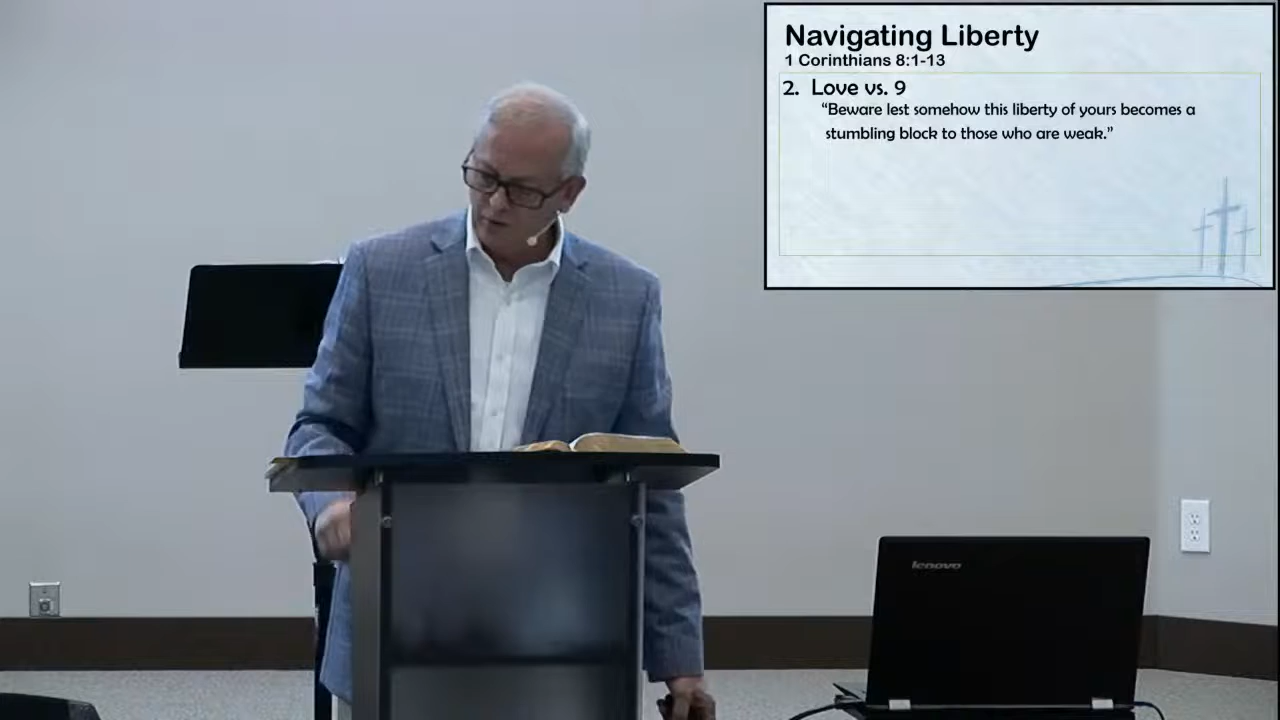 Navigating Liberty
1 Corinthians 8:1-13
2. Love vs. 9
“Beware lest somehow this liberty of yours becomes a
stumbling block to those who are weak.”
lenovo